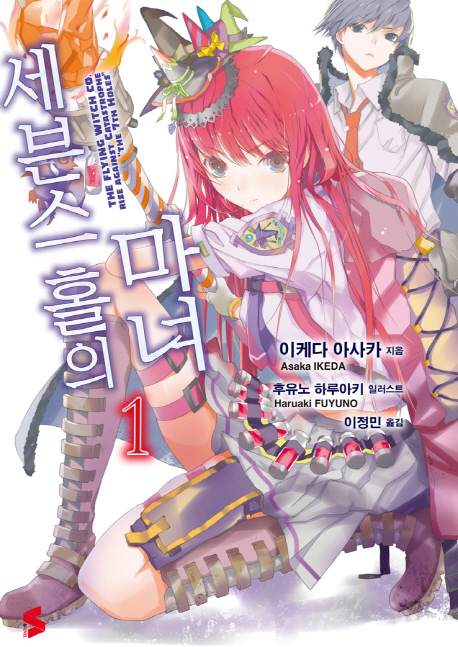 세븐스 홀의
마녀
THE FLYING WITCH CO.
RISE AGAINST CATASTROPHE:
THE 7TH HOLES
1
이케다 아사카 지음
Asaka IKEDA
후유노 하루아키 일러스트
Haruaki FUYUNO
이정민 옮김
S